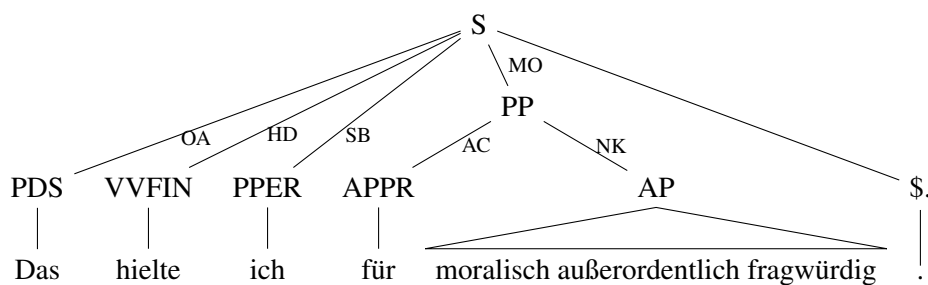 S
MO
PP
OA HD SB AC NK
PDS VVFIN PPER APPR AP $.
Das hielte ich für moralisch außerordentlich fragwürdig .